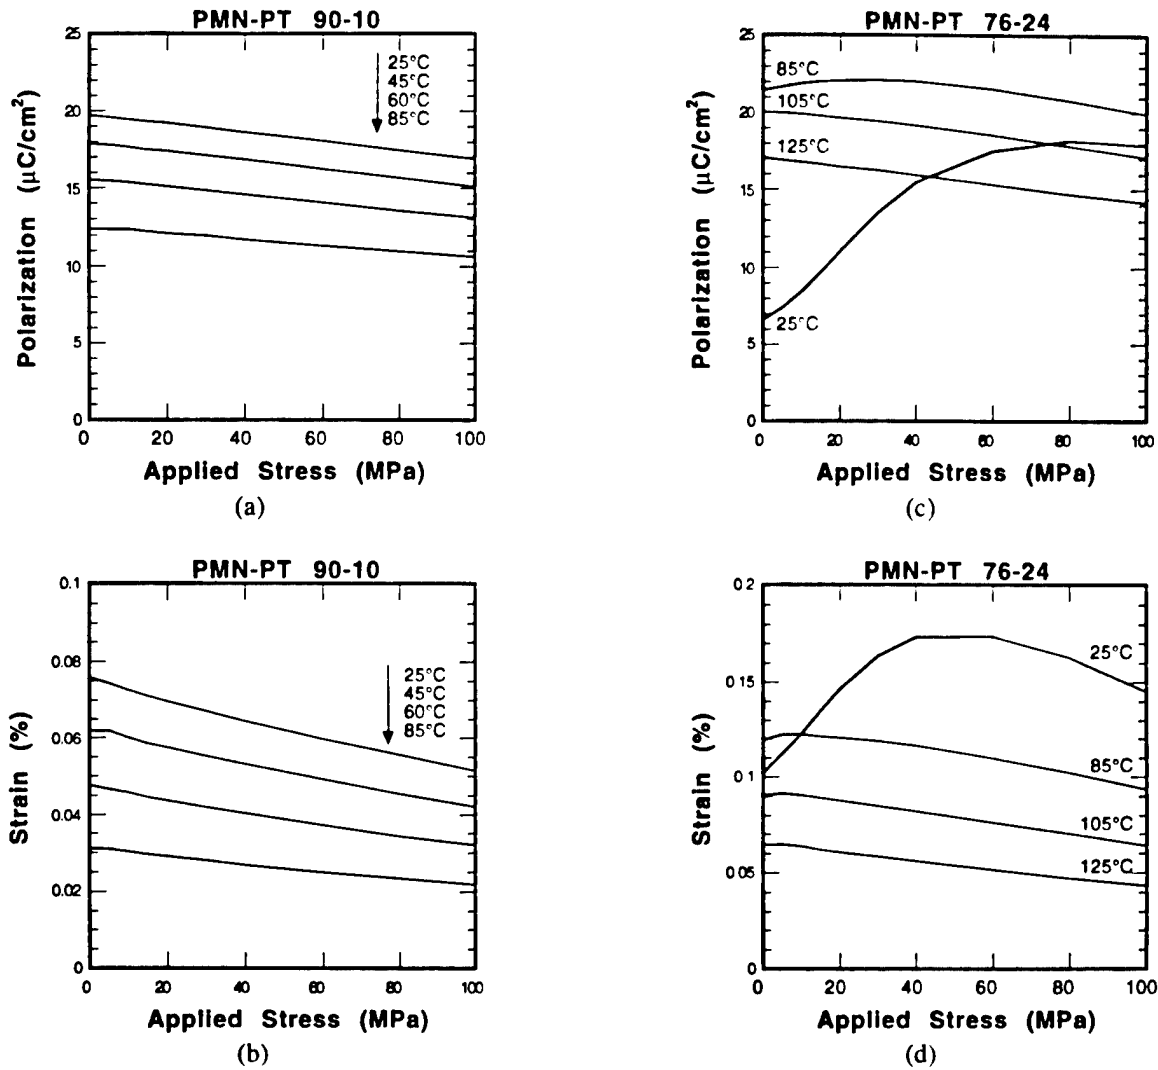 PMN-PT 90-10
25
20
15
10
5
0
25°C
45°C
60°C
85°C
Polarization (μC/cm²)
0 20 40 60 80 100
Applied Stress (MPa)
(a)
PMN-PT 76-24
25
20
15
10
5
0
85°C
105°C
125°C
25°C
Polarization (μC/cm²)
0 20 40 60 80 100
Applied Stress (MPa)
(c)
PMN-PT 90-10
0.1
0.08
0.06
0.04
0.02
0
25°C
45°C
60°C
85°C
Strain (%)
0 20 40 60 80 100
Applied Stress (MPa)
(b)
PMN-PT 76-24
0.2
0.15
0.1
0.05
0
25°C
85°C
105°C
125°C
Strain (%)
0 20 40 60 80 100
Applied Stress (MPa)
(d)